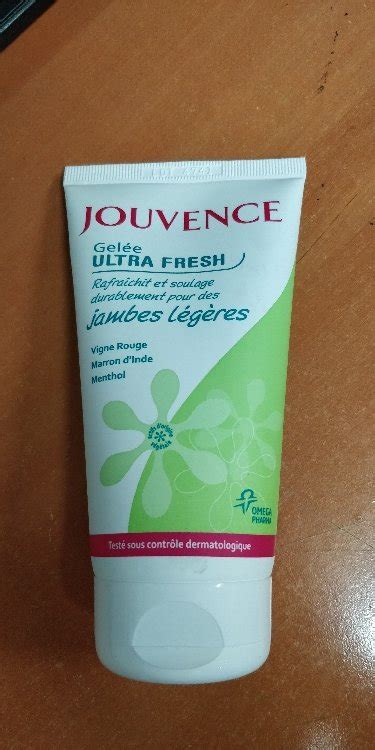 JOUVENCE
Gelée
ULTRA FRESH
Rafraîchit et soulage
durablement pour des
jambes légères
Vigne Rouge
Marron d'Inde
Menthol
OMEGA
PHARMA
Testé sous contrôle dermatologique